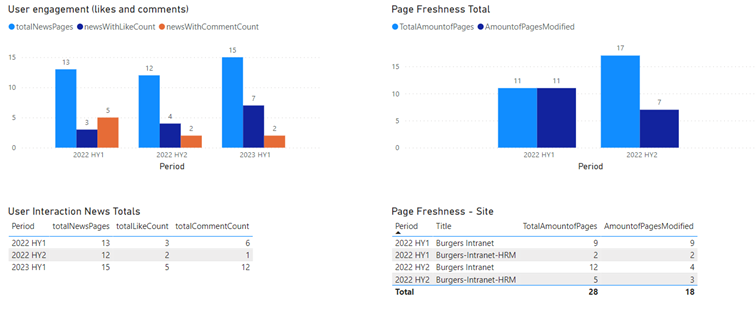 User engagement (likes and comments)
totalNewsPages newsWithLikeCount newsWithCommentCount
15
10
5
0
13
3
5
12
4
2
15
7
2
2022 HY1 2022 HY2 2023 HY1
Period
Page Freshness Total
TotalAmountofPages AmountofPagesModified
15
10
5
0
11
11
17
7
2022 HY1 2022 HY2
Period
User Interaction News Totals
Period totalNewsPages totalLikeCount totalCommentCount
2022 HY1 13 3 6
2022 HY2 12 2 1
2023 HY1 15 5 12
Page Freshness - Site
Period Title TotalAmountofPages AmountofPagesModified
2022 HY1 Burgers Intranet 9 9
2022 HY1 Burgers-Intranet-HRM 2 2
2022 HY2 Burgers Intranet 12 4
2022 HY2 Burgers-Intranet-HRM 5 3
Total 28 18